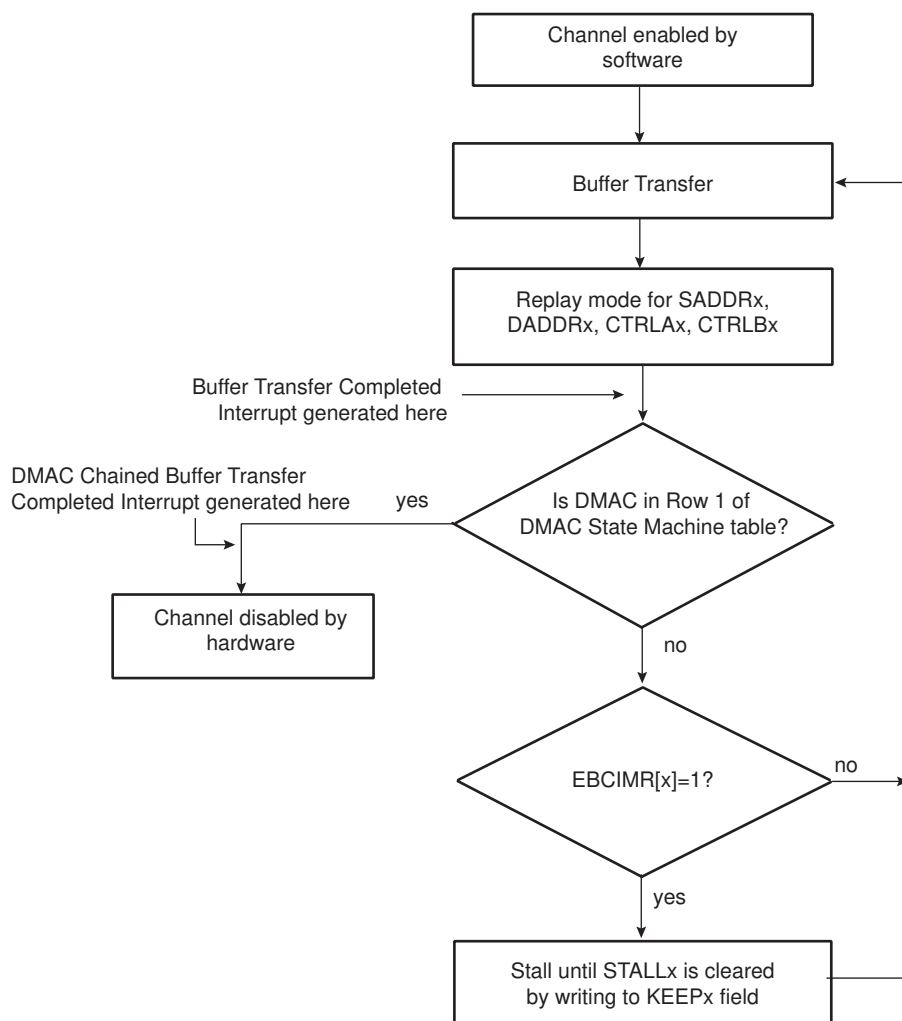 Channel enabled by
software
Buffer Transfer
Replay mode for SADDRx,
DADDRx, CTRLAx, CTRLBx
Buffer Transfer Completed
Interrupt generated here
DMAC Chained Buffer Transfer
Completed Interrupt generated here
yes
Is DMAC in Row 1 of
DMAC State Machine table?
Channel disabled by
hardware
no
EBCIMR[x]=1?
no
yes
Stall until STALLx is cleared
by writing to KEEPx field